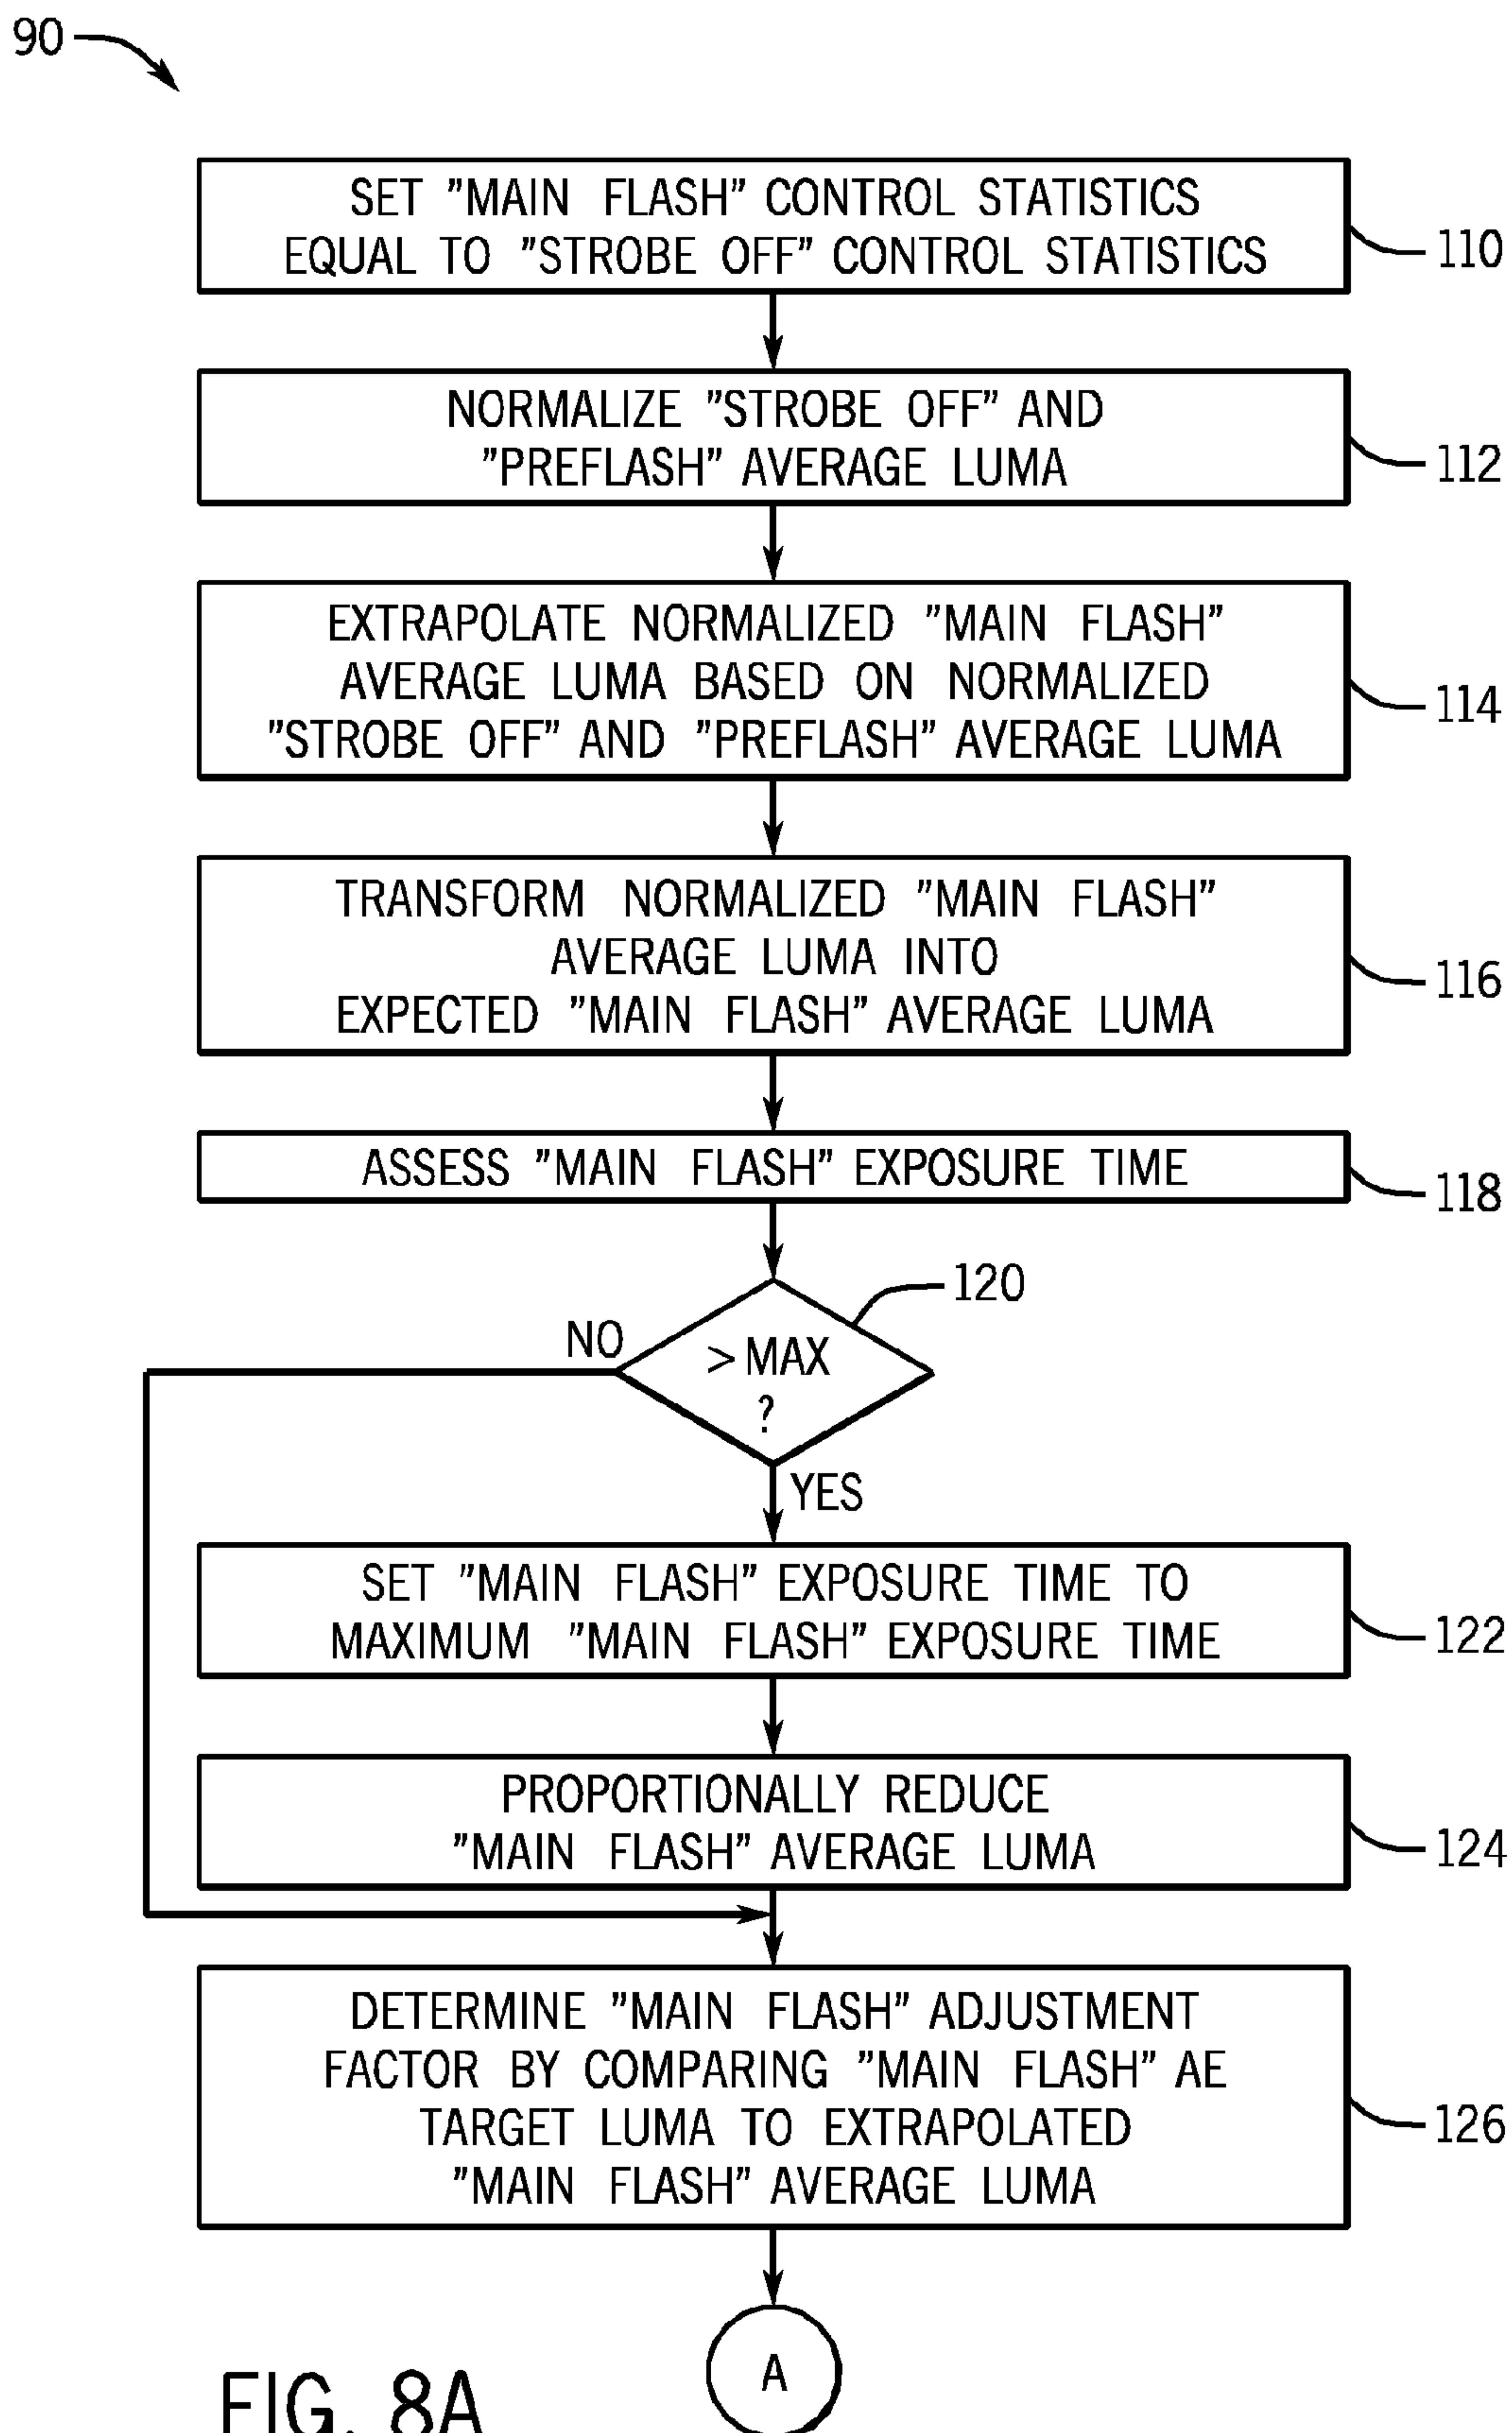 90
SET "MAIN FLASH" CONTROL STATISTICS
EQUAL TO "STROBE OFF" CONTROL STATISTICS
110
NORMALIZE "STROBE OFF" AND
"PREFLASH" AVERAGE LUMA
112
EXTRAPOLATE NORMALIZED "MAIN FLASH"
AVERAGE LUMA BASED ON NORMALIZED
"STROBE OFF" AND "PREFLASH" AVERAGE LUMA
114
TRANSFORM NORMALIZED "MAIN FLASH"
AVERAGE LUMA INTO
EXPECTED "MAIN FLASH" AVERAGE LUMA
116
ASSESS "MAIN FLASH" EXPOSURE TIME
118
120
NO
> MAX
?
YES
SET "MAIN FLASH" EXPOSURE TIME TO
MAXIMUM "MAIN FLASH" EXPOSURE TIME
122
PROPORTIONALLY REDUCE
"MAIN FLASH" AVERAGE LUMA
124
DETERMINE "MAIN FLASH" ADJUSTMENT
FACTOR BY COMPARING "MAIN FLASH" AE
TARGET LUMA TO EXTRAPOLATED
"MAIN FLASH" AVERAGE LUMA
126
A
FIG. 8A